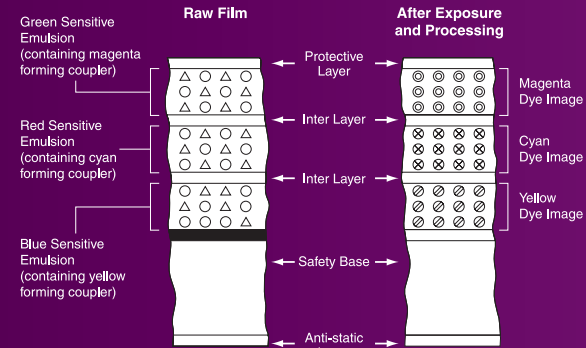 Raw Film
After Exposure
and Processing
Green Sensitive
Emulsion
(containing magenta
forming coupler)
Red Sensitive
Emulsion
(containing cyan
forming coupler)
Blue Sensitive
Emulsion
(containing yellow
forming coupler)
Protective
Layer
Inter Layer
Inter Layer
Safety Base
Anti-static
Magenta
Dye Image
Cyan
Dye Image
Yellow
Dye Image